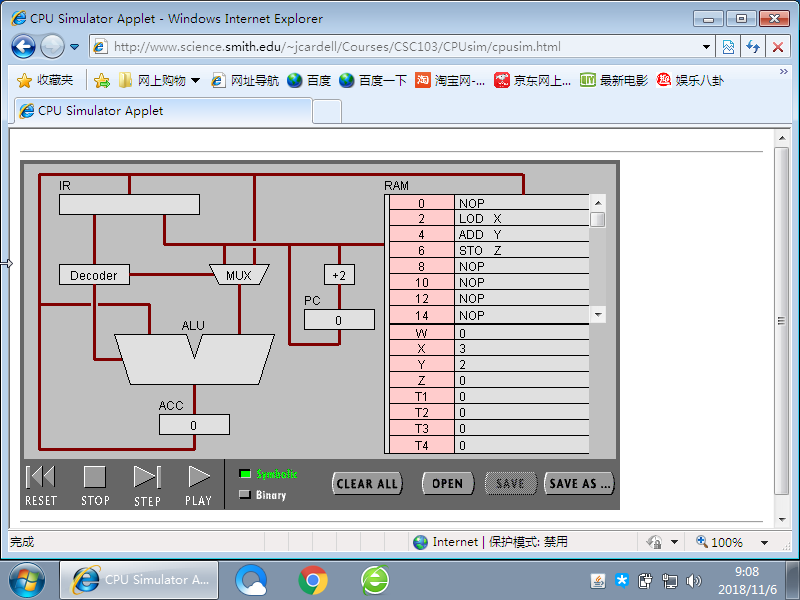 CPU Simulator Applet - Windows Internet Explorer
http://www.science.smith.edu/~jcardell/Courses/CSC103/CPUsim/cpusim.html
收藏夹 网上购物 网址导航 百度 百度一下 淘宝网-... 京东网上... 最新电影 娱乐八卦 »
CPU Simulator Applet
IR
RAM
0 NOP
2 LOD X
4 ADD Y
6 STO Z
8 NOP
10 NOP
12 NOP
14 NOP
W 0
X 3
Y 2
Z 0
T1 0
T2 0
T3 0
T4 0
Decoder
MUX
+2
PC
0
ALU
ACC
0
RESET
STOP
STEP
PLAY
Symbolic
Binary
CLEAR ALL
OPEN
SAVE
SAVE AS ...
完成
Internet | 保护模式: 禁用
100%
CPU Simulator A...
9:08
2018/11/6